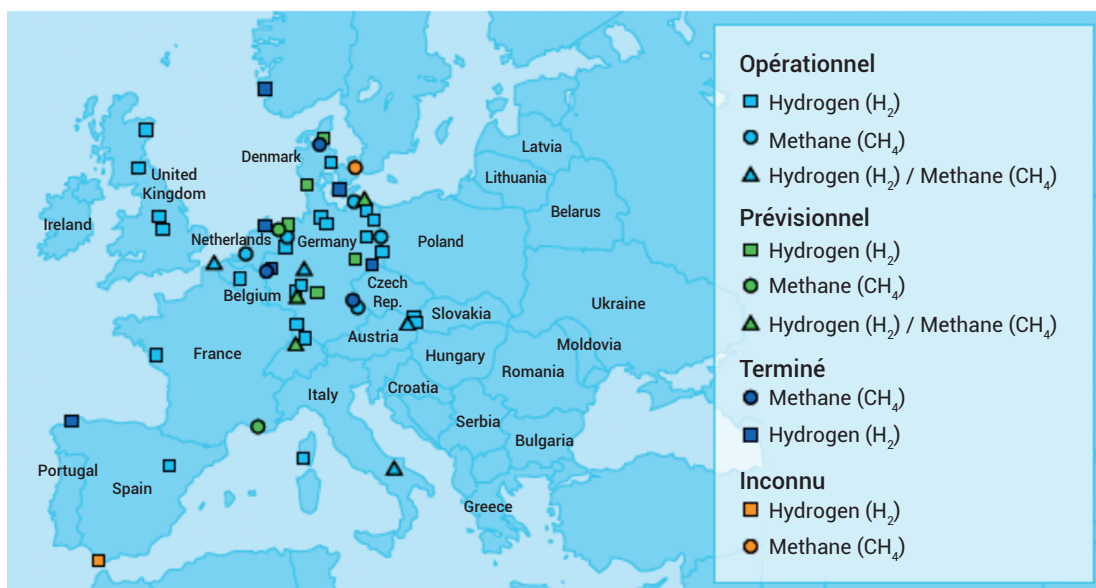 Denmark
Latvia
Lithuania
United
Kingdom
Belarus
Ireland
Netherlands
Germany
Poland
Belgium
Czech
Rep.
Ukraine
Slovakia
Austria
France
Hungary
Moldovia
Romania
Italy
Croatia
Serbia
Bulgaria
Portugal
Spain
Greece
Opérationnel
Hydrogen (H₂)
Methane (CH₄)
Hydrogen (H₂) / Methane (CH₄)
Prévisionnel
Hydrogen (H₂)
Methane (CH₄)
Hydrogen (H₂) / Methane (CH₄)
Terminé
Methane (CH₄)
Hydrogen (H₂)
Inconnu
Hydrogen (H₂)
Methane (CH₄)